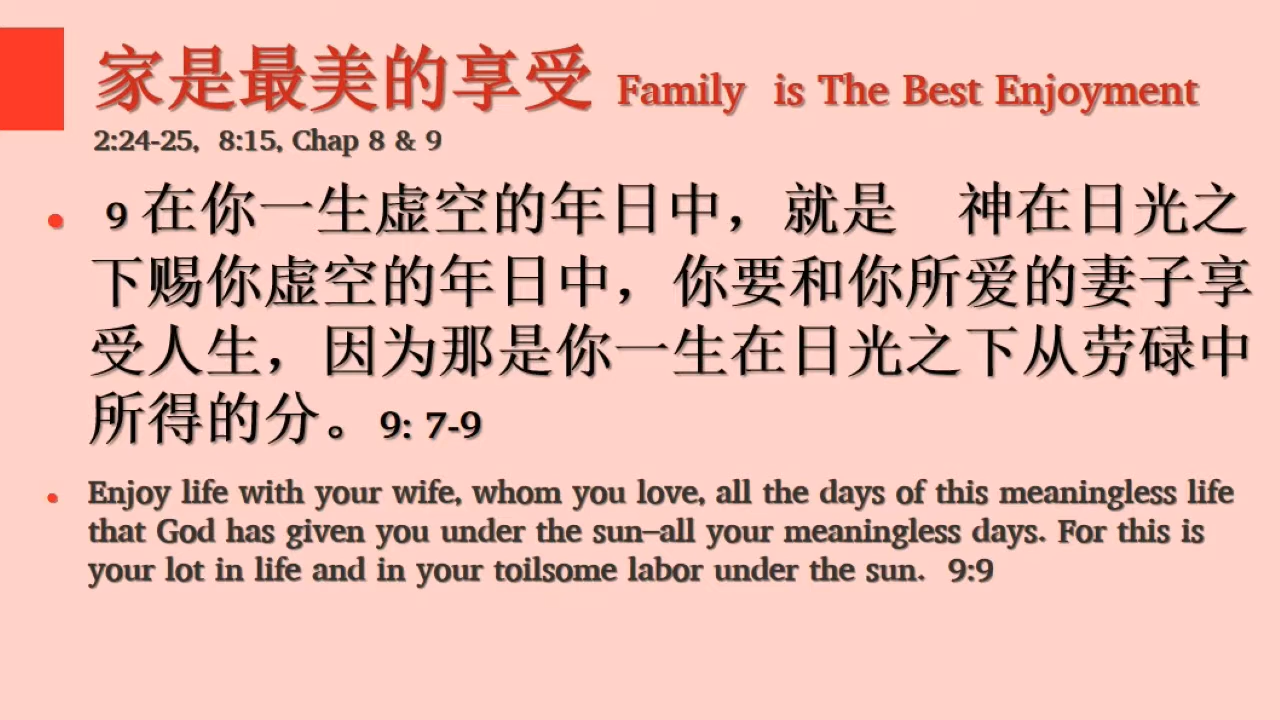 家是最美的享受 Family is The Best Enjoyment
2:24-25, 8:15, Chap 8 & 9
• 9 在你一生虚空的年日中，就是　神在日光之
下赐你虚空的年日中，你要和你所爱的妻子享
受人生，因为那是你一生在日光之下从劳碌中
所得的分。9: 7-9
• Enjoy life with your wife, whom you love, all the days of this meaningless life
that God has given you under the sun—all your meaningless days. For this is
your lot in life and in your toilsome labor under the sun. 9:9